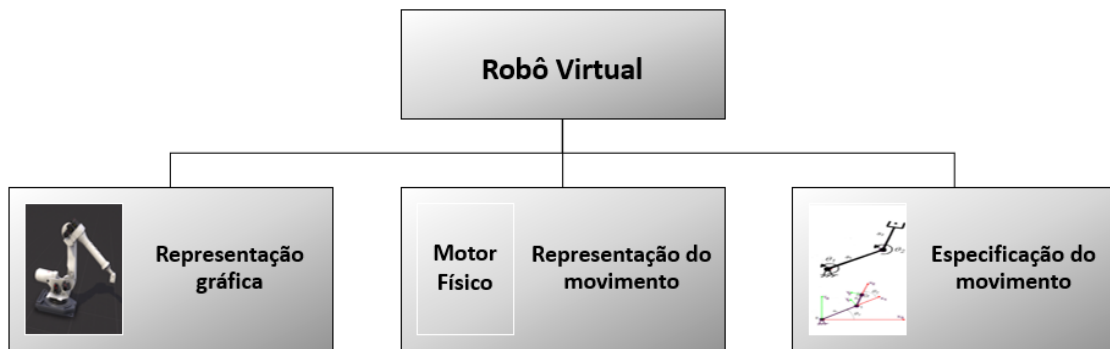 Robô Virtual
Representação
gráfica
Motor
Físico
Representação do
movimento
Especificação do
movimento